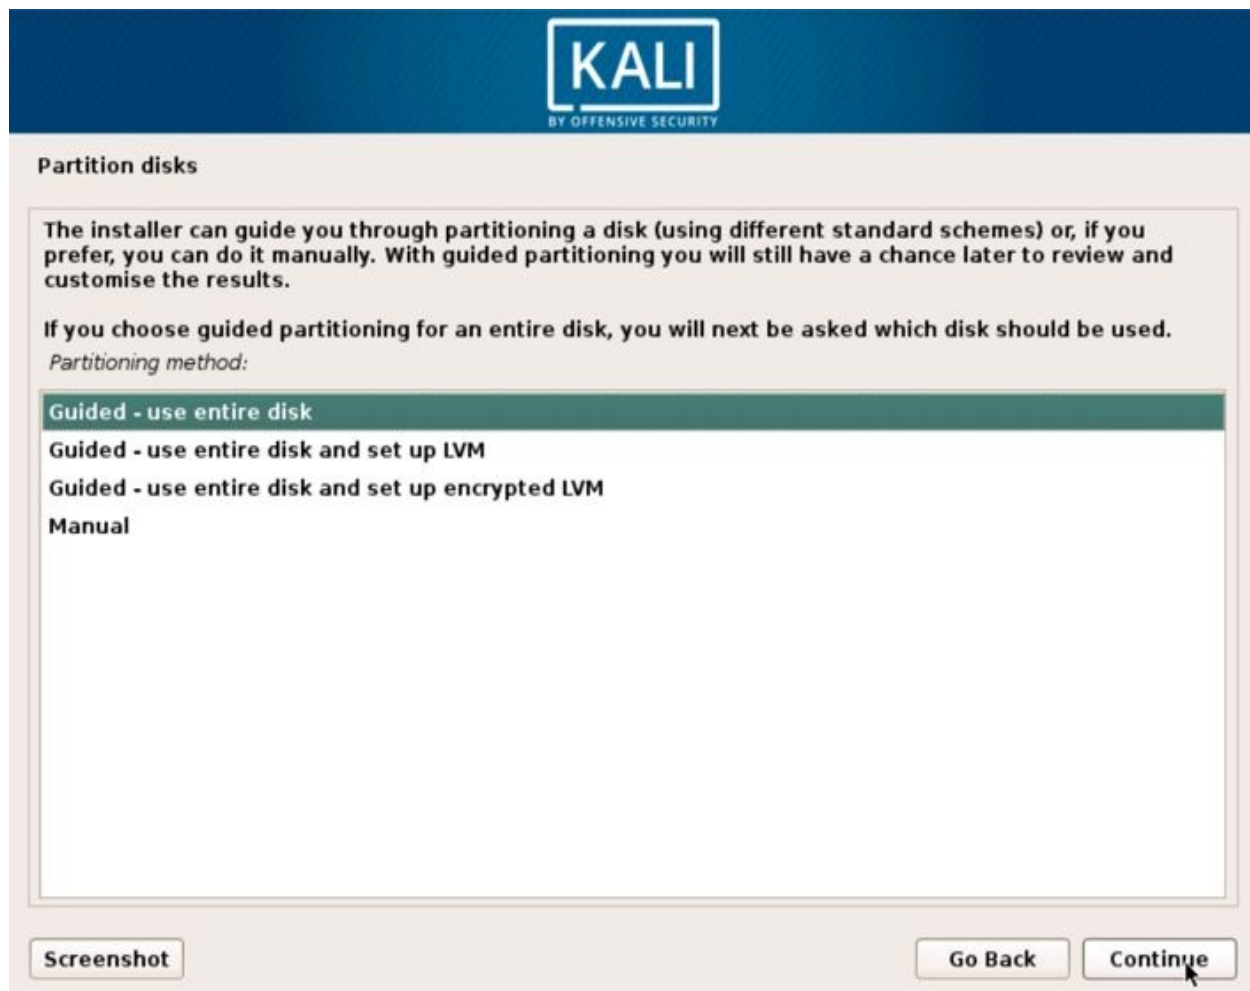 KALI
BY OFFENSIVE SECURITY
Partition disks
The installer can guide you through partitioning a disk (using different standard schemes) or, if you
prefer, you can do it manually. With guided partitioning you will still have a chance later to review and
customise the results.
If you choose guided partitioning for an entire disk, you will next be asked which disk should be used.
Partitioning method:
Guided - use entire disk
Guided - use entire disk and set up LVM
Guided - use entire disk and set up encrypted LVM
Manual
Screenshot
Go Back
Continue